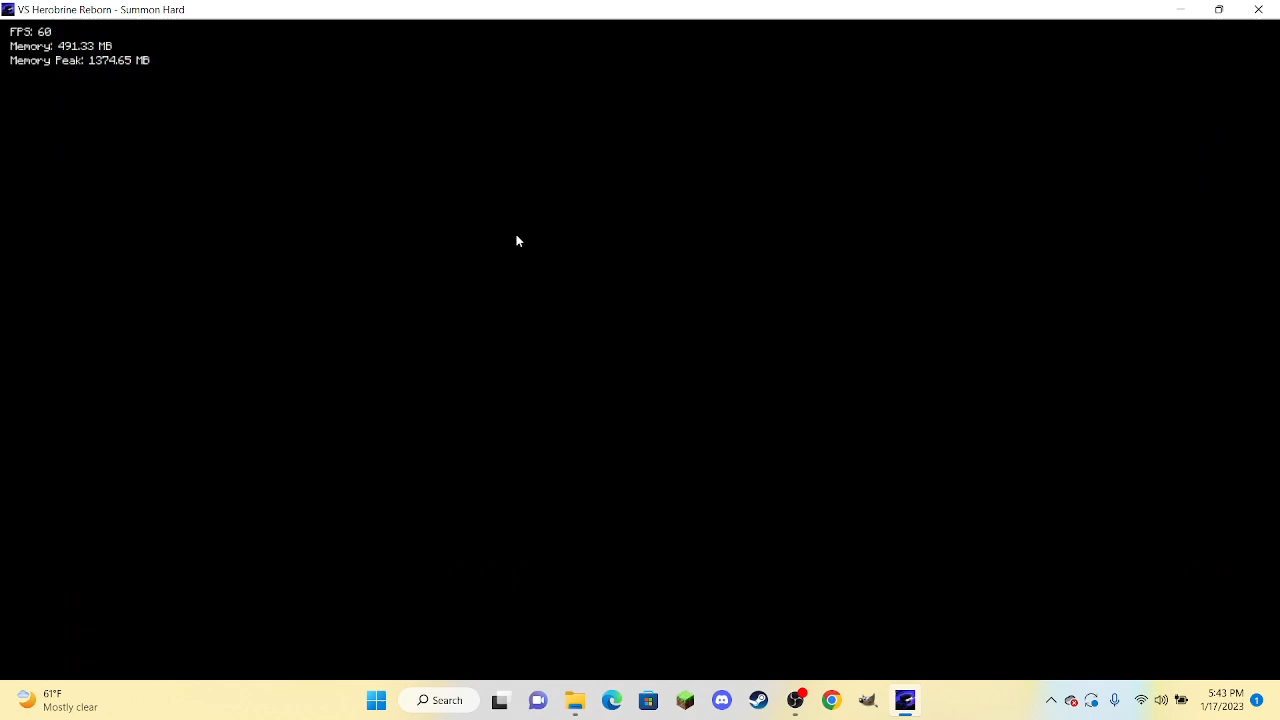 VS Herobrine Reborn - Summon Hard
FPS: 60
Memory: 491.33 MB
Memory Peak: 1374.65 MB
61°F
Mostly clear
Search
5:43 PM
1/17/2023
1